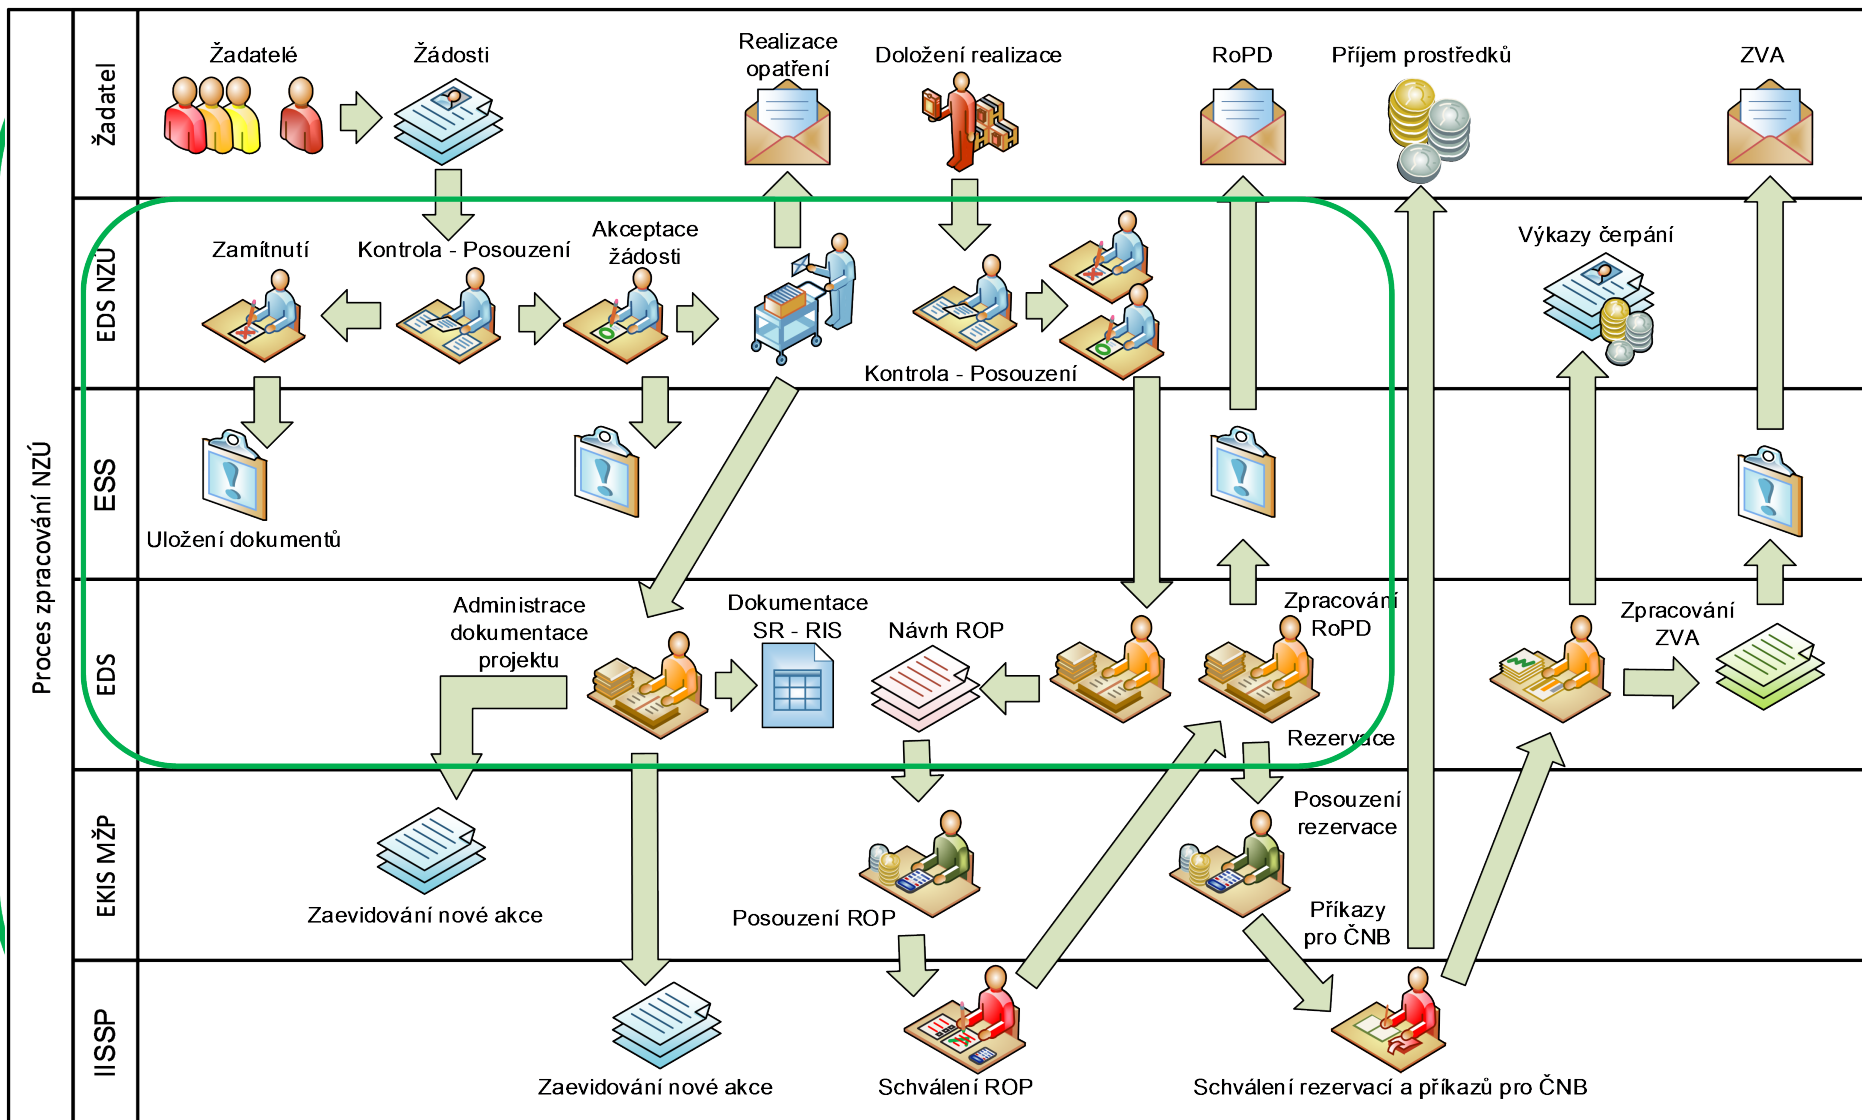 Proces zpracování NZÚ
Žadatel
Žadatelé
Žádosti
Realizace
opatření
Doložení realizace
RoPD
Příjem prostředků
ZVA
EDS NZÚ
Zamítnutí
Kontrola - Posouzení
Akceptace
žádosti
Kontrola - Posouzení
Výkazy čerpání
ESS
Uložení dokumentů
EDS
Administrace
dokumentace
projektu
Dokumentace
SR - RIS
Návrh ROP
Zpracování
RoPD
Rezervace
Zpracování
ZVA
EKIS MŽP
Zaevidování nové akce
Posouzení ROP
Posouzení
rezervace
Příkazy
pro ČNB
IISSP
Zaevidování nové akce
Schválení ROP
Schválení rezervací a příkazů pro ČNB